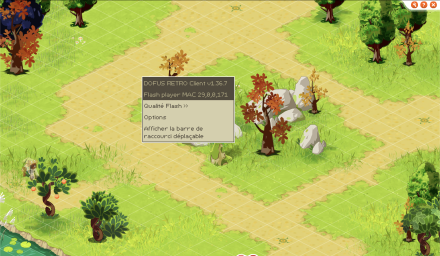 DOFUS RETRO Client v1.36.7
Flash player MAC 29,0,0,171
Qualité Flash >>
Options
Afficher la barre de
raccourci déplaçable